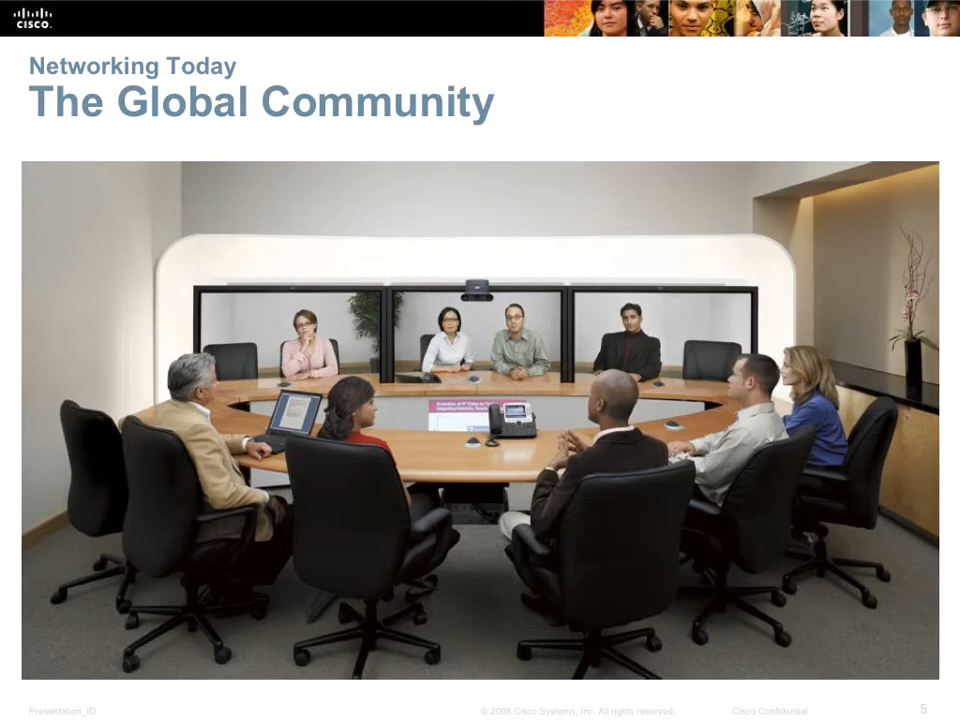 CISCO
Networking Today
The Global Community
Presentation_ID
© 2008 Cisco Systems, Inc. All rights reserved.
Cisco Confidential
5